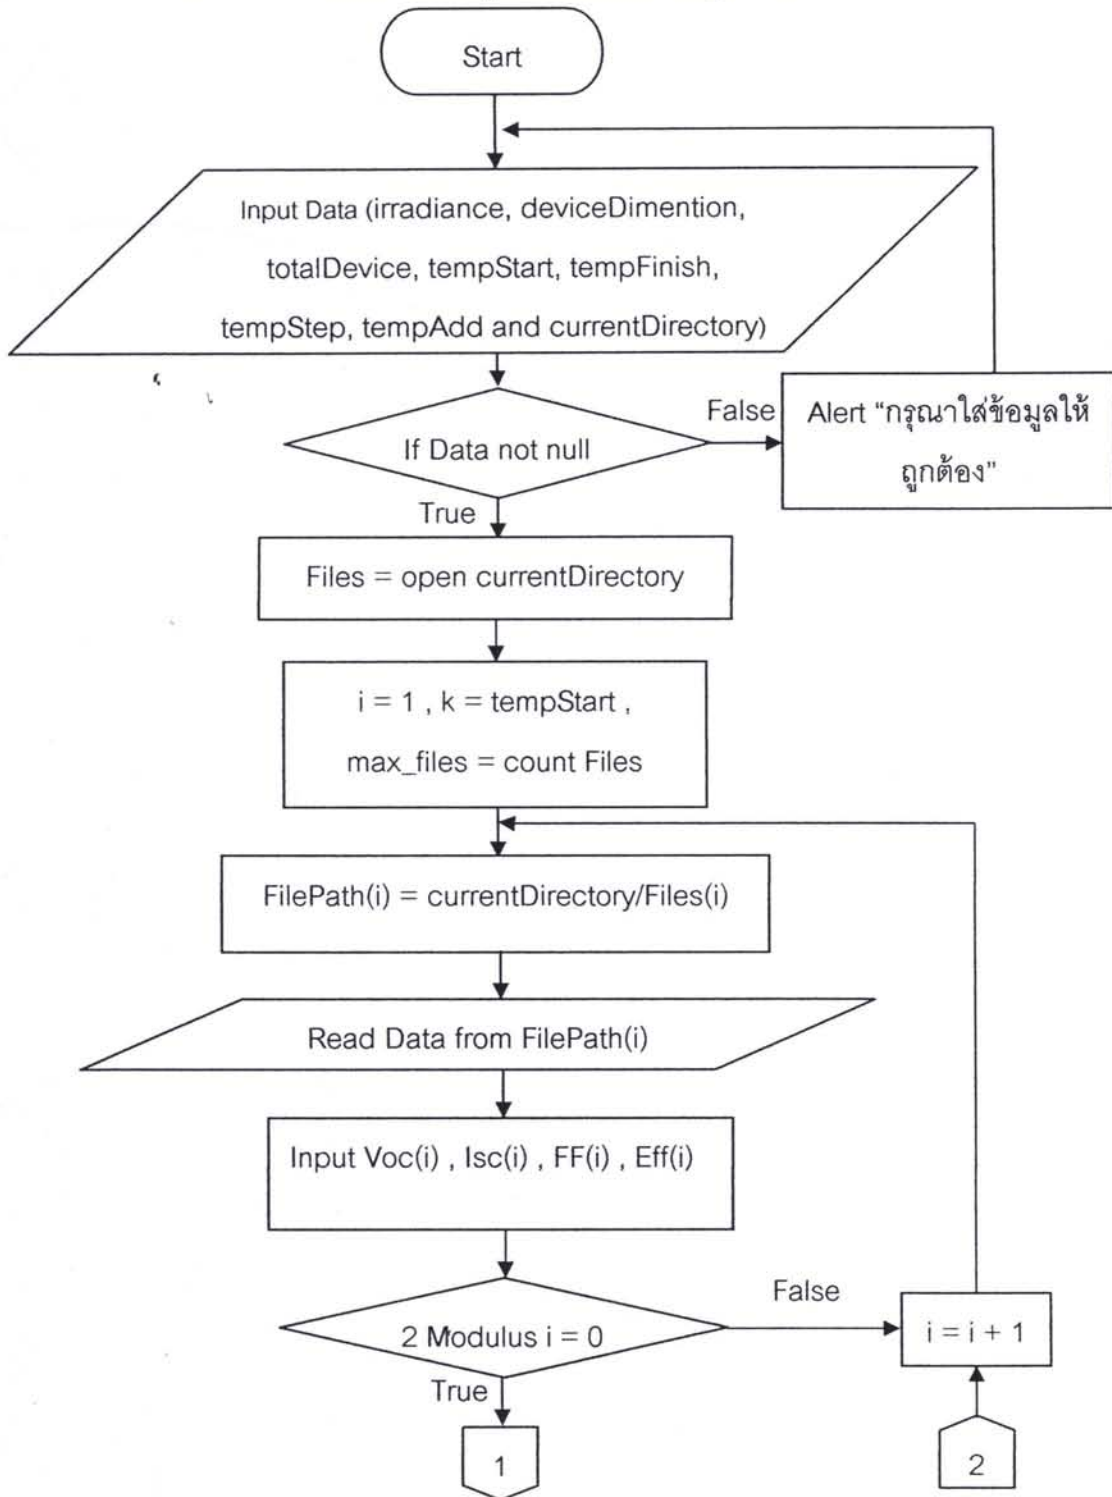 Start
Input Data (irradiance, deviceDimention,
totalDevice, tempStart, tempFinish,
tempStep, tempAdd and currentDirectory)
If Data not null
False
Alert “กรุณาใส่ข้อมูลให้
ถูกต้อง”
True
Files = open currentDirectory
i = 1 , k = tempStart ,
max_files = count Files
FilePath(i) = currentDirectory/Files(i)
Read Data from FilePath(i)
Input Voc(i) , Isc(i) , FF(i) , Eff(i)
2 Modulus i = 0
False
i = i + 1
True
1
2